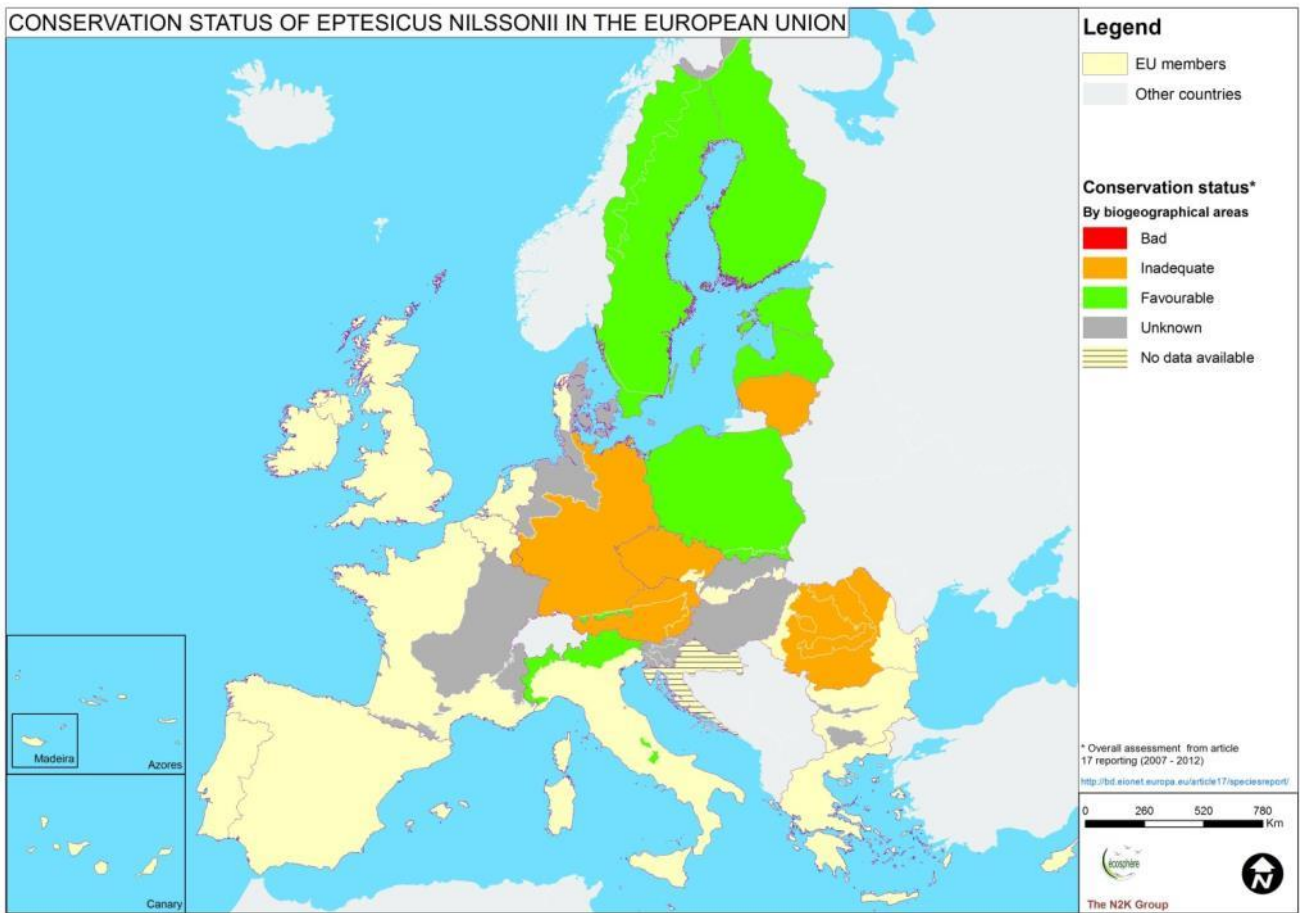 CONSERVATION STATUS OF EPTESICUS NILSSONII IN THE EUROPEAN UNION
Legend
EU members
Other countries
Conservation status*
By biogeographical areas
Bad
Inadequate
Favourable
Unknown
No data available
Madeira
Azores
Canary
* Overall assessment from article
17 reporting (2007 - 2012)
http://bd.eionet.europa.eu/article17/speciesreport/
0 260 520 780
Km
écosphère
N
The N2K Group